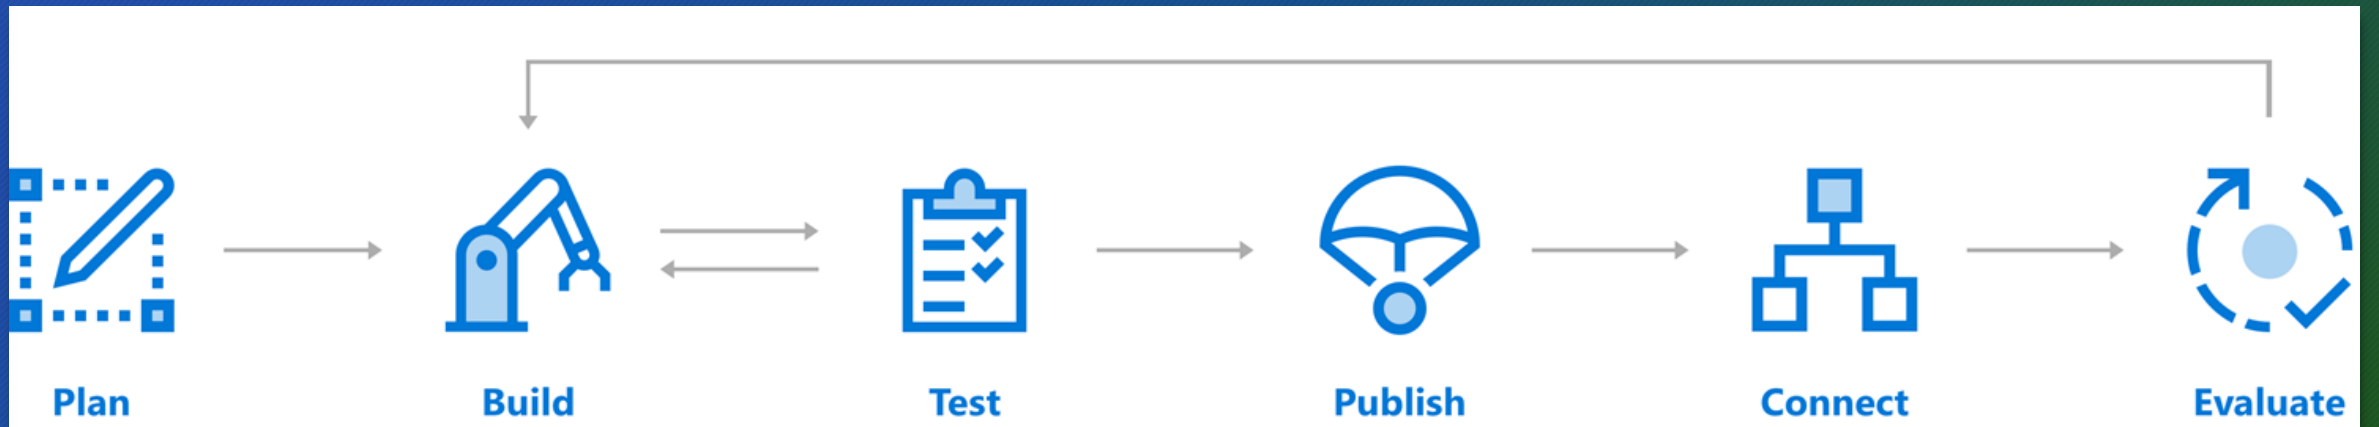 Plan
Build
Test
Publish
Connect
Evaluate